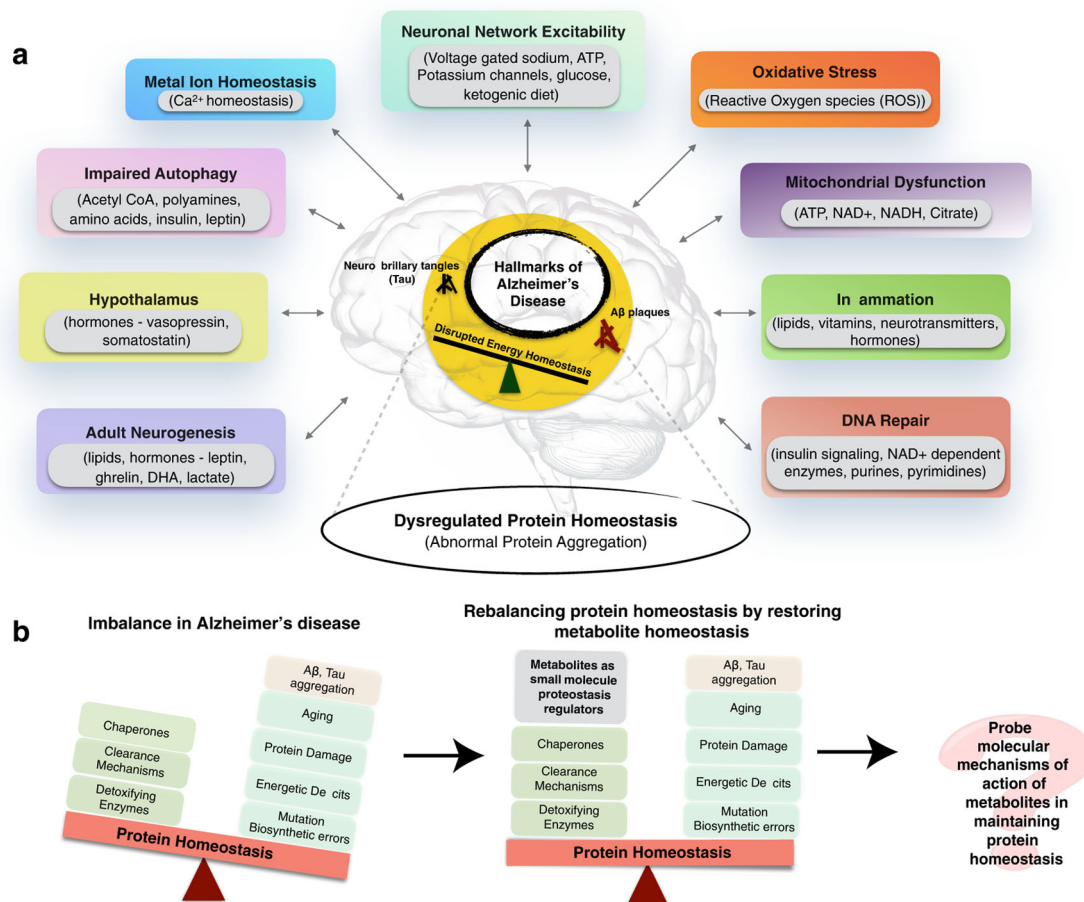 a
Neuronal Network Excitability
(Voltage gated sodium, ATP,
Potassium channels, glucose,
ketogenic diet)
Metal Ion Homeostasis
(Ca²⁺ homeostasis)
Oxidative Stress
(Reactive Oxygen species (ROS))
Impaired Autophagy
(Acetyl CoA, polyamines,
amino acids, insulin, leptin)
Mitochondrial Dysfunction
(ATP, NAD+, NADH, Citrate)
Neuro brillary tangles
(Tau)
Hallmarks of
Alzheimer's
Disease
Aβ plaques
Disrupted Energy Homeostasis
Hypothalamus
(hormones - vasopressin,
somatostatin)
In ammation
(lipids, vitamins, neurotransmitters,
hormones)
Adult Neurogenesis
(lipids, hormones - leptin,
ghrelin, DHA, lactate)
DNA Repair
(insulin signaling, NAD+ dependent
enzymes, purines, pyrimidines)
Dysregulated Protein Homeostasis
(Abnormal Protein Aggregation)
b
Imbalance in Alzheimer's disease
Chaperones
Clearance
Mechanisms
Detoxifying
Enzymes
Aβ, Tau
aggregation
Aging
Protein Damage
Energetic De cits
Mutation
Biosynthetic errors
Protein Homeostasis
Rebalancing protein homeostasis by restoring
metabolite homeostasis
Metabolites as
small molecule
proteostasis
regulators
Chaperones
Clearance
Mechanisms
Detoxifying
Enzymes
Aβ, Tau
aggregation
Aging
Protein Damage
Energetic De cits
Mutation
Biosynthetic errors
Protein Homeostasis
Probe
molecular
mechanisms of
action of
metabolites in
maintaining
protein
homeostasis